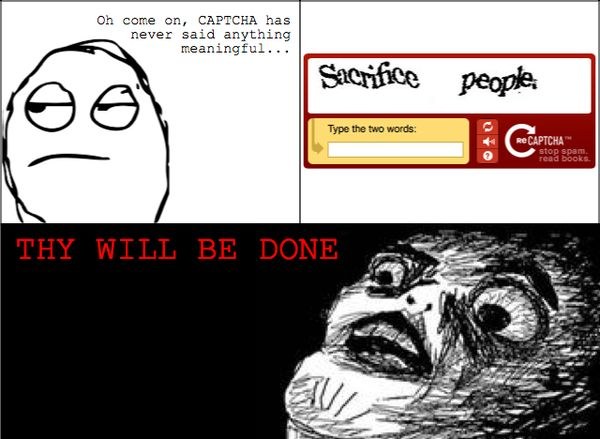 Oh come on, CAPTCHA has
never said anything
meaningful...
Sacrifice people.
Type the two words:
?
reCAPTCHA™
stop spam.
read books.
THY WILL BE DONE